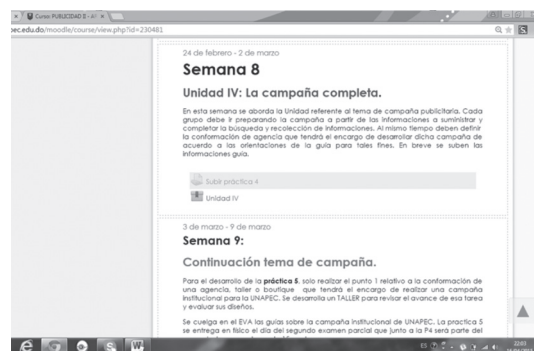 Curso: PUBLICIDAD II - A
pec.edu.do/moodle/course/view.php?id=230481
24 de febrero - 2 de marzo
Semana 8
Unidad IV: La campaña completa.
En esta semana se aborda la Unidad referente al tema de campaña publicitaria. Cada
grupo debe ir preparando la campaña a partir de las informaciones a suministrar y
completar la búsqueda y recolección de informaciones. Al mismo tiempo deben definir
la conformación de agencia que tendrá el encargo de desarrollar dicha campaña de
acuerdo a las orientaciones de la guía para tales fines. En breve se suben las
informaciones guía.
Subir práctica 4
Unidad IV
3 de marzo - 9 de marzo
Semana 9:
Continuación tema de campaña.
Para el desarrollo de la práctica 5, solo realizar el punto 1 relativo a la conformación de
una agencia, taller o boutique que tendrá el encargo de realizar una campaña
institucional para la UNAPEC. Se desarrolla un TALLER para revisar el avance de esa tarea
y evaluar sus diseños.
Se cuelga en el EVA las guías sobre la campaña institucional de UNAPEC. La practica 5
se entrega en físico el día del segundo examen parcial que junto a la P4 será parte del
ES
22:01